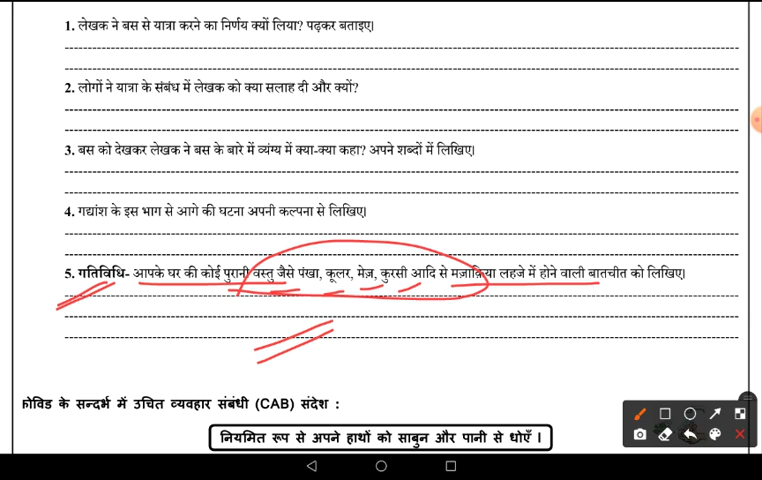 1. लेखक ने बस से यात्रा करने का निर्णय क्यों लिया? पढ़कर बताइए।
2. लोगों ने यात्रा के संबंध में लेखक को क्या सलाह दी और क्यों?
3. बस को देखकर लेखक ने बस के बारे में व्यंग्य में क्या-क्या कहा? अपने शब्दों में लिखिए।
4. गद्यांश के इस भाग से आगे की घटना अपनी कल्पना से लिखिए।
5. गतिविधि- आपके घर की कोई पुरानी वस्तु जैसे पंखा, कूलर, मेज़, कुरसी आदि से मज़ाक़िया लहजे में होने वाली बातचीत को लिखिए।
कोविड के सन्दर्भ में उचित व्यवहार संबंधी (CAB) संदेश :
नियमित रूप से अपने हाथों को साबुन और पानी से धोएँ ।